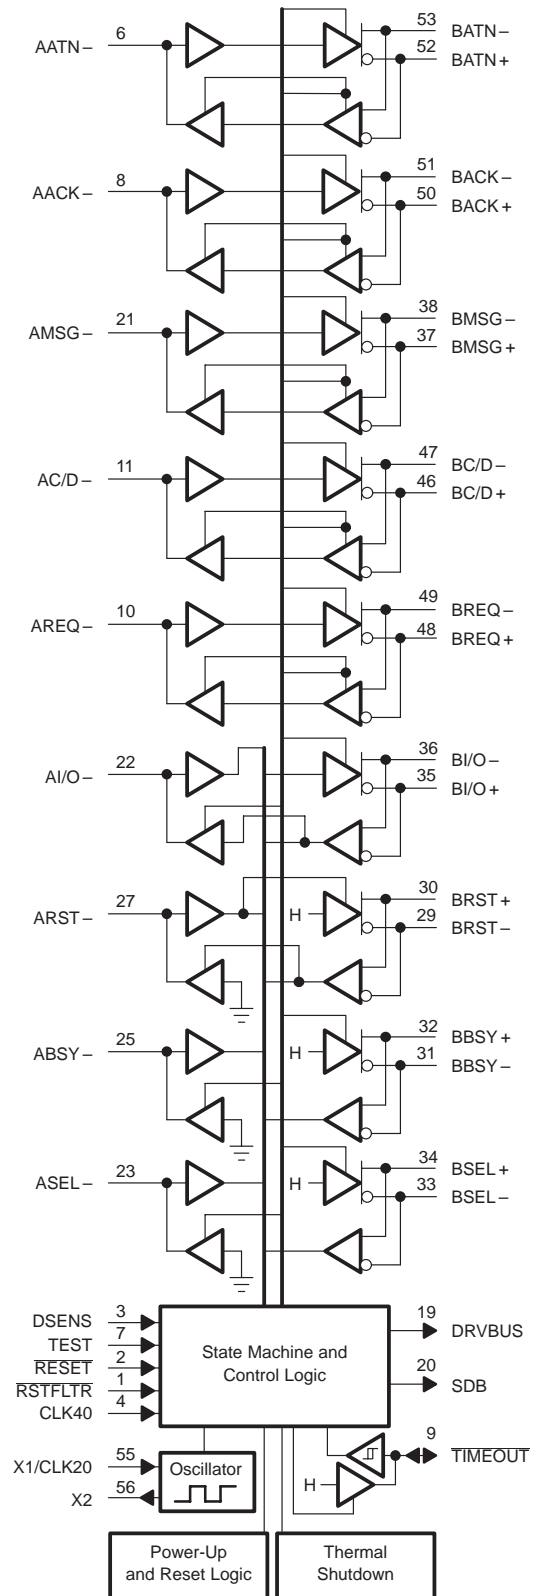 53
BATN–
AATN– 6
52
BATN+
51
BACK–
AACK– 8
50
BACK+
38
BMSG–
AMSG– 21
37
BMSG+
47
BC/D–
AC/D– 11
46
BC/D+
49
BREQ–
AREQ– 10
48
BREQ+
36
BI/O–
AI/O– 22
35
BI/O+
30
BRST+
ARST– 27
H
29
BRST–
32
BBSY+
ABSY– 25
H
31
BBSY–
34
BSEL+
ASEL– 23
H
33
BSEL–
DSENS 3
TEST 7
RESET 2
RSTFLTR 1
CLK40 4
State Machine and
Control Logic
19
DRVBUS
20
SDB
9
TIMEOUT
H
X1/CLK20 55
X2 56
Oscillator
Power-Up
and Reset Logic
Thermal
Shutdown